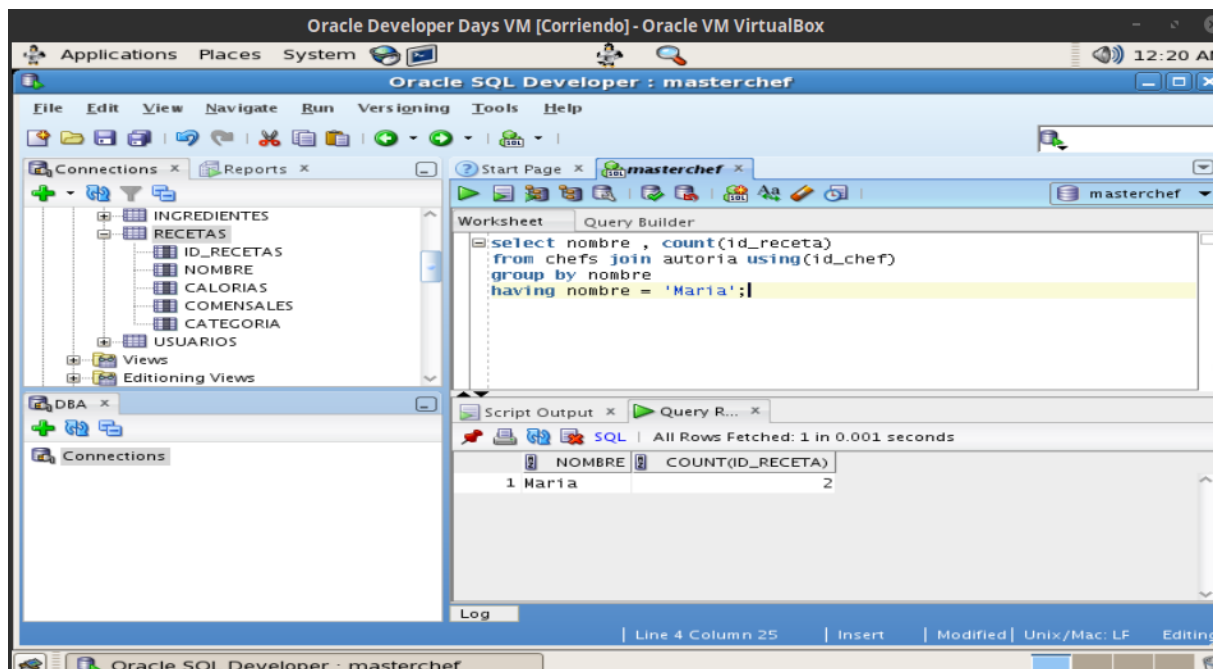 Oracle Developer Days VM [Corriendo] - Oracle VM VirtualBox
Applications Places System 12:20 AM
Oracle SQL Developer : masterchef
File Edit View Navigate Run Versigning Tools Help
Connections Reports
INGREDIENTES
RECETAS
ID_RECETAS
NOMBRE
CALORIAS
COMENSALES
CATEGORIA
USUARIOS
Views
Editioning Views
DBA
Connections
Start Page masterchef
masterchef
Worksheet Query Builder
select nombre , count(id_receta)
from chefs join autoria using(id_chef)
group by nombre
having nombre = 'Maria';
Script Output Query R...
SQL | All Rows Fetched: 1 in 0.001 seconds
NOMBRE COUNT(ID_RECETA)
1 Maria 2
Log
Line 4 Column 25 | Insert | Modified | Unix/Mac: LF Editing
Oracle SQL Developer : masterchef